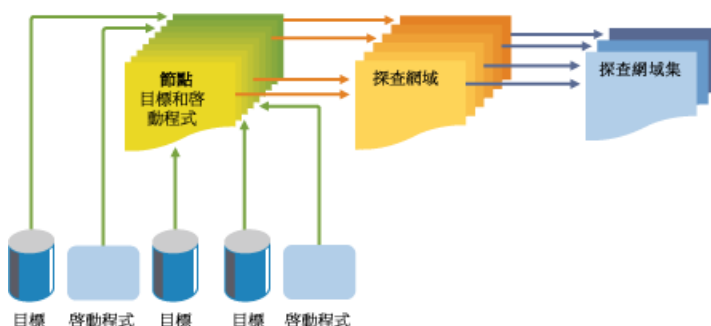 節點
目標和啓
動程式
探查網域
探查網域集
目標
啓動程式
目標
目標
啓動程式